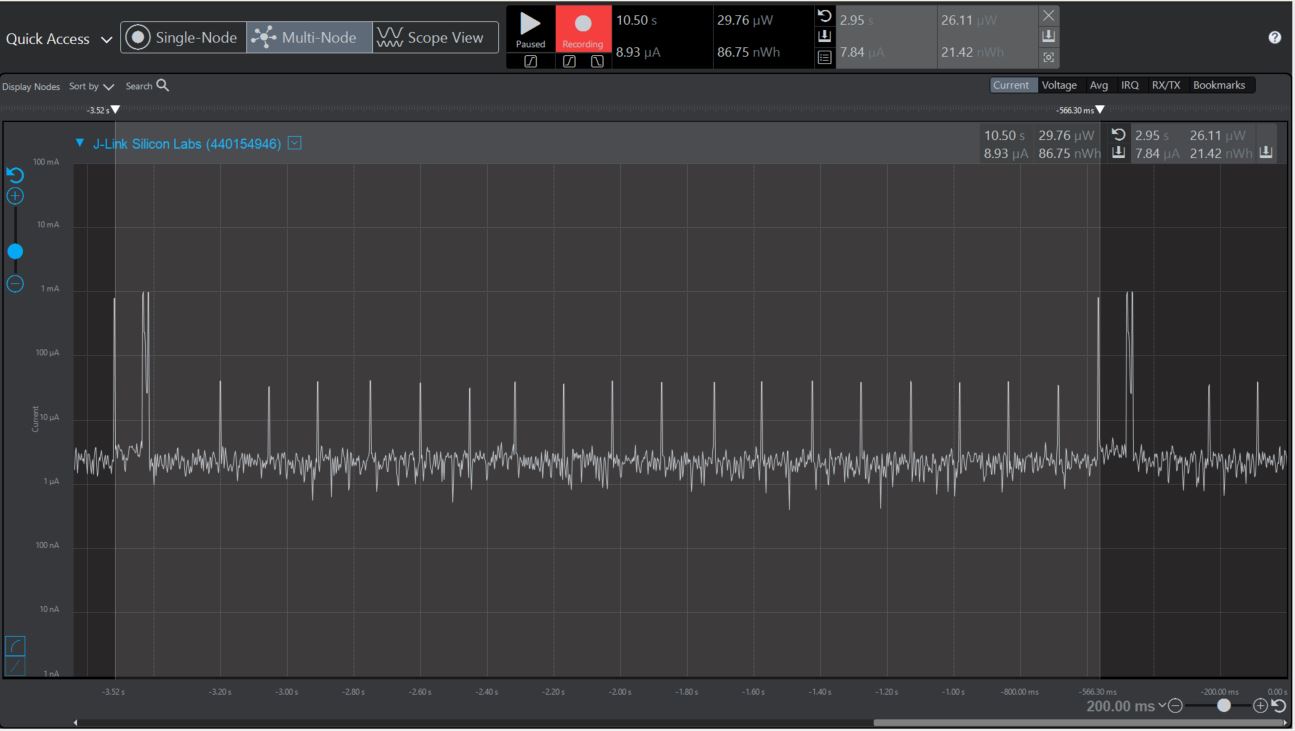 Quick Access Single-Node Multi-Node Scope View
Paused Recording
10.50 s 29.76 µW 2.95 s 26.11 µW
8.93 µA 86.75 nWh 7.84 µA 21.42 nWh
Display Nodes Sort by Search Current Voltage Avg IRQ RX/TX Bookmarks
-3.52 s -566.30 ms
J-Link Silicon Labs (440154946)
10.50 s 29.76 µW 2.95 s 26.11 µW
8.93 µA 86.75 nWh 7.84 µA 21.42 nWh
100 mA
10 mA
1 mA
100 µA
10 µA
Current
1 µA
100 nA
10 nA
1 nA
-3.52 s -3.20 s -3.00 s -2.80 s -2.60 s -2.40 s -2.20 s -2.00 s -1.80 s -1.60 s -1.40 s -1.20 s -1.00 s -800.00 ms -566.30 ms -200.00 ms 0.00 s
200.00 ms